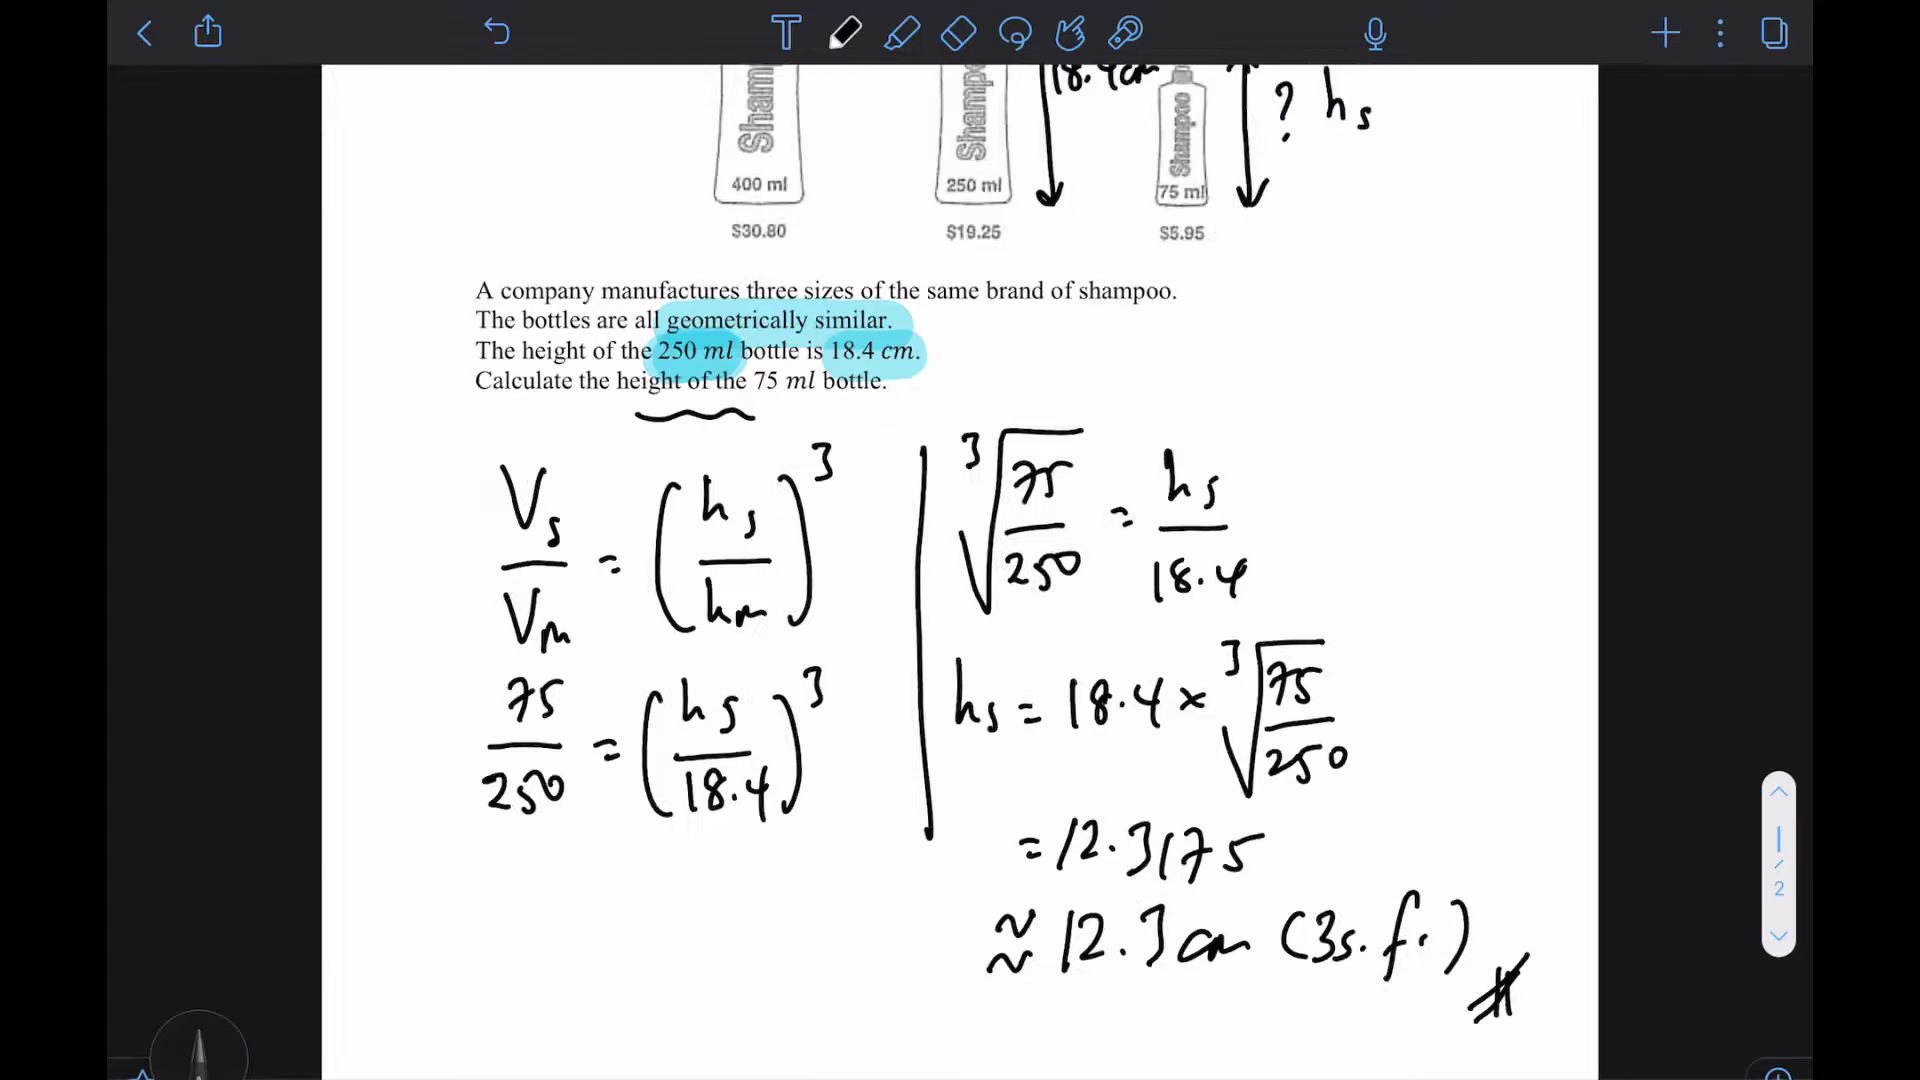 18.4cm
? hs
Sham
Shampo
Shampoo
400 ml
250 ml
75 ml
$30.80
$19.25
$5.95
A company manufactures three sizes of the same brand of shampoo.
The bottles are all geometrically similar.
The height of the 250 ml bottle is 18.4 cm.
Calculate the height of the 75 ml bottle.
Vs/Vm = (hs/hm)³
75/250 = (hs/18.4)³
³√(75/250) = hs/18.4
hs = 18.4 × ³√(75/250)
= 12.3175
≈ 12.3 cm (3s.f.)
1/2